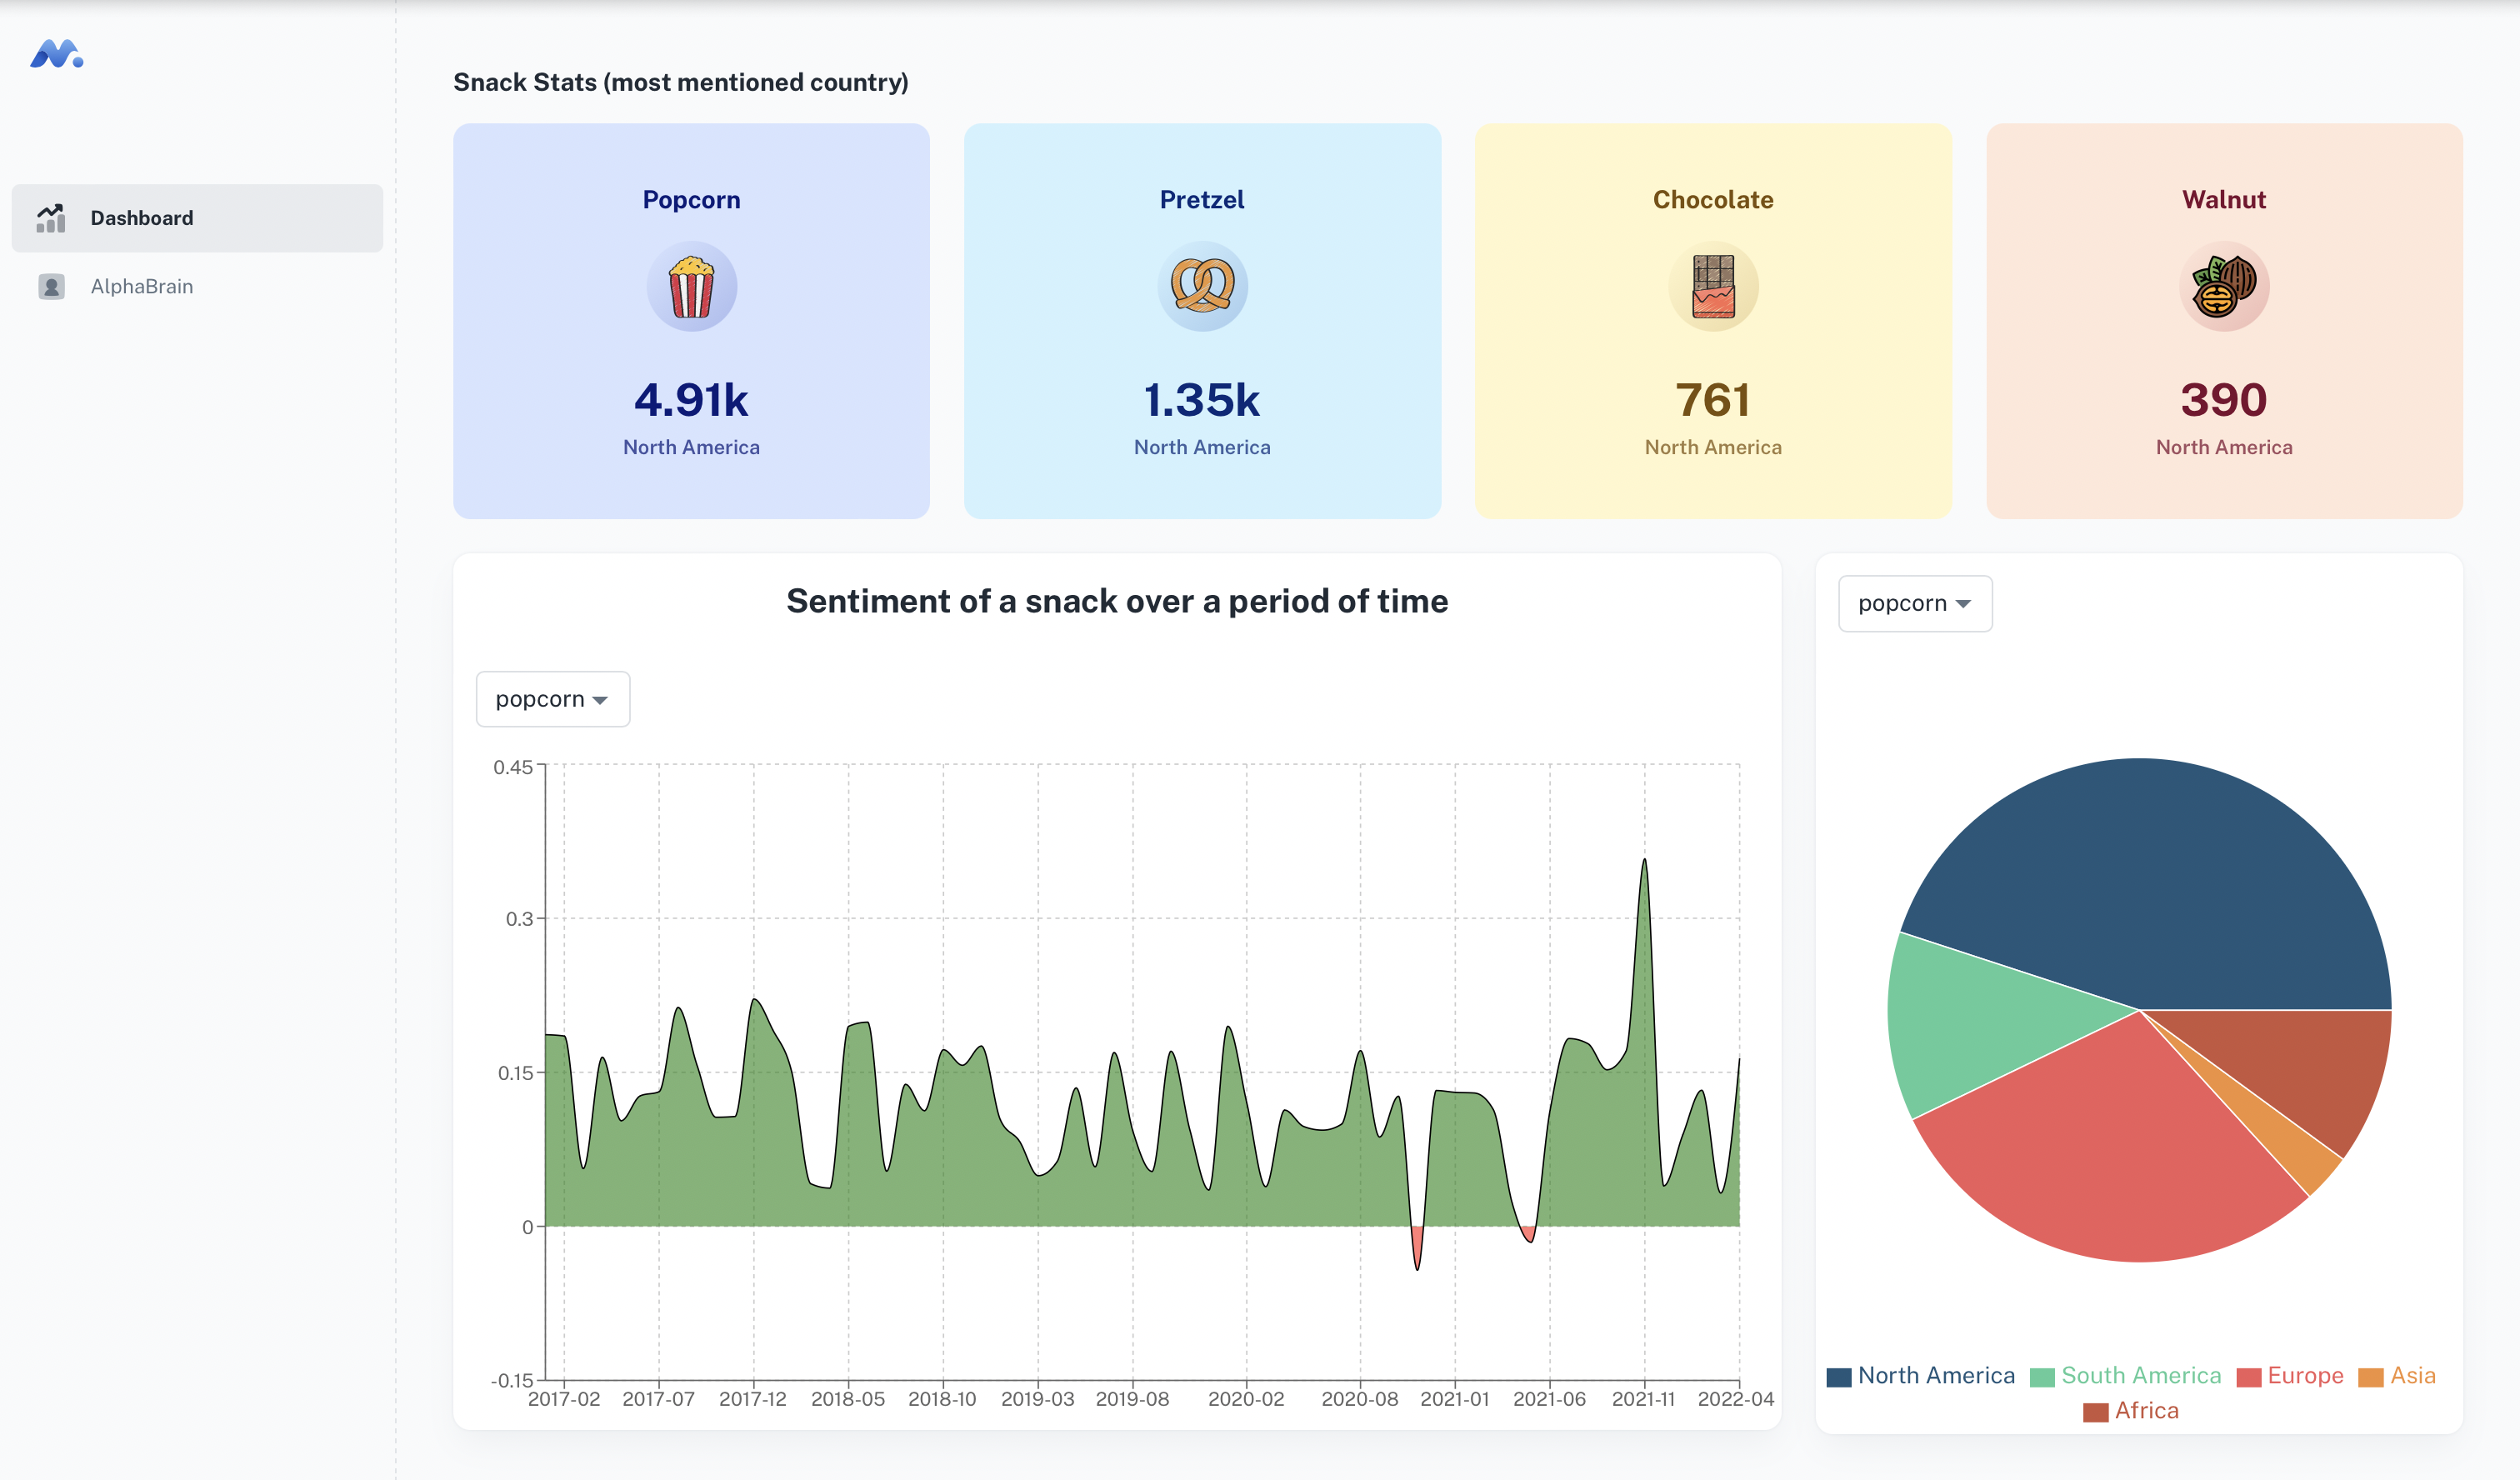 Snack Stats (most mentioned country)
Dashboard
AlphaBrain
Popcorn
4.91k
North America
Pretzel
1.35k
North America
Chocolate
761
North America
Walnut
390
North America
Sentiment of a snack over a period of time
popcorn
0.45
0.3
0.15
0
-0.15
2017-02 2017-07 2017-12 2018-05 2018-10 2019-03 2019-08 2020-02 2020-08 2021-01 2021-06 2021-11 2022-04
popcorn
North America South America Europe Asia
Africa